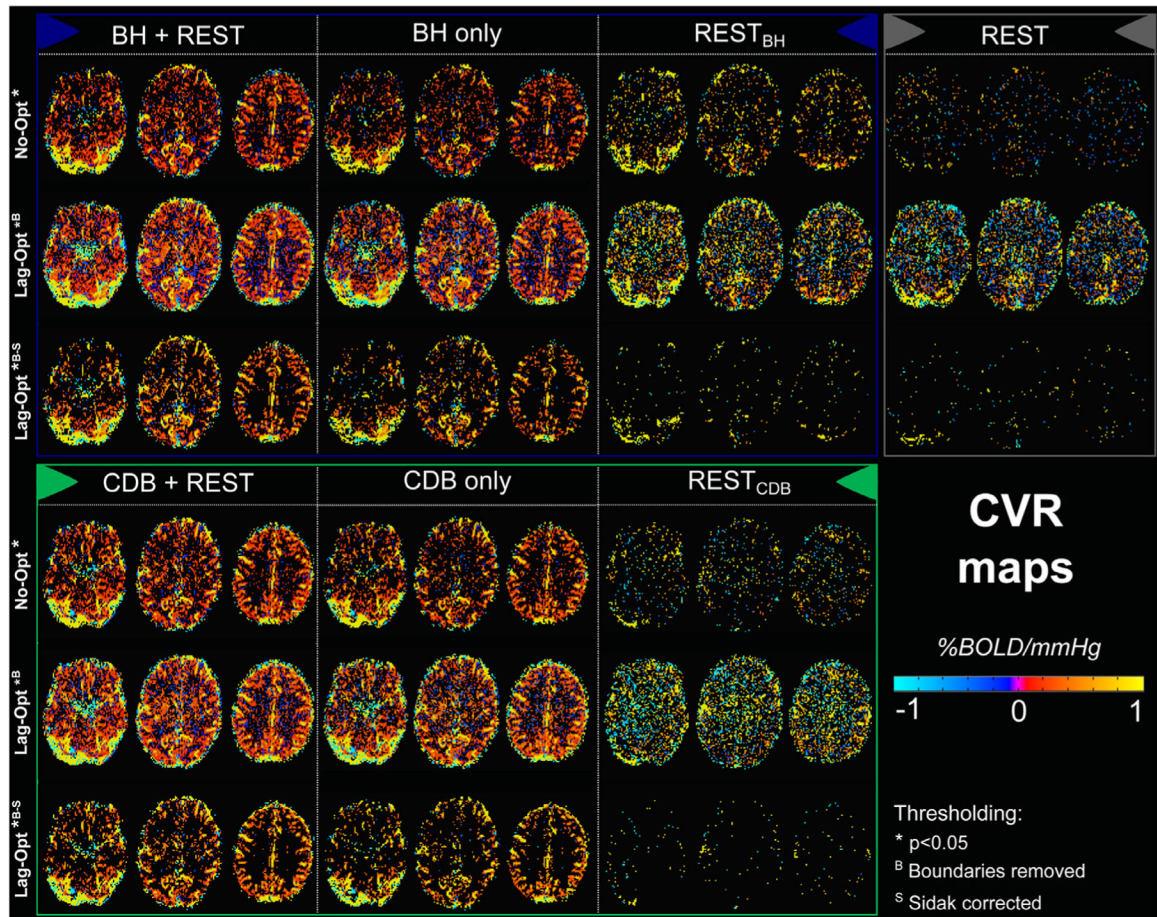 BH + REST BH only REST_BH REST
No-Opt *
Lag-Opt *B
Lag-Opt *B-S
CDB + REST CDB only REST_CDB
No-Opt *
Lag-Opt *B
Lag-Opt *B-S
CVR
maps
%BOLD/mmHg
-1 0 1
Thresholding:
* p<0.05
B Boundaries removed
S Sidak corrected